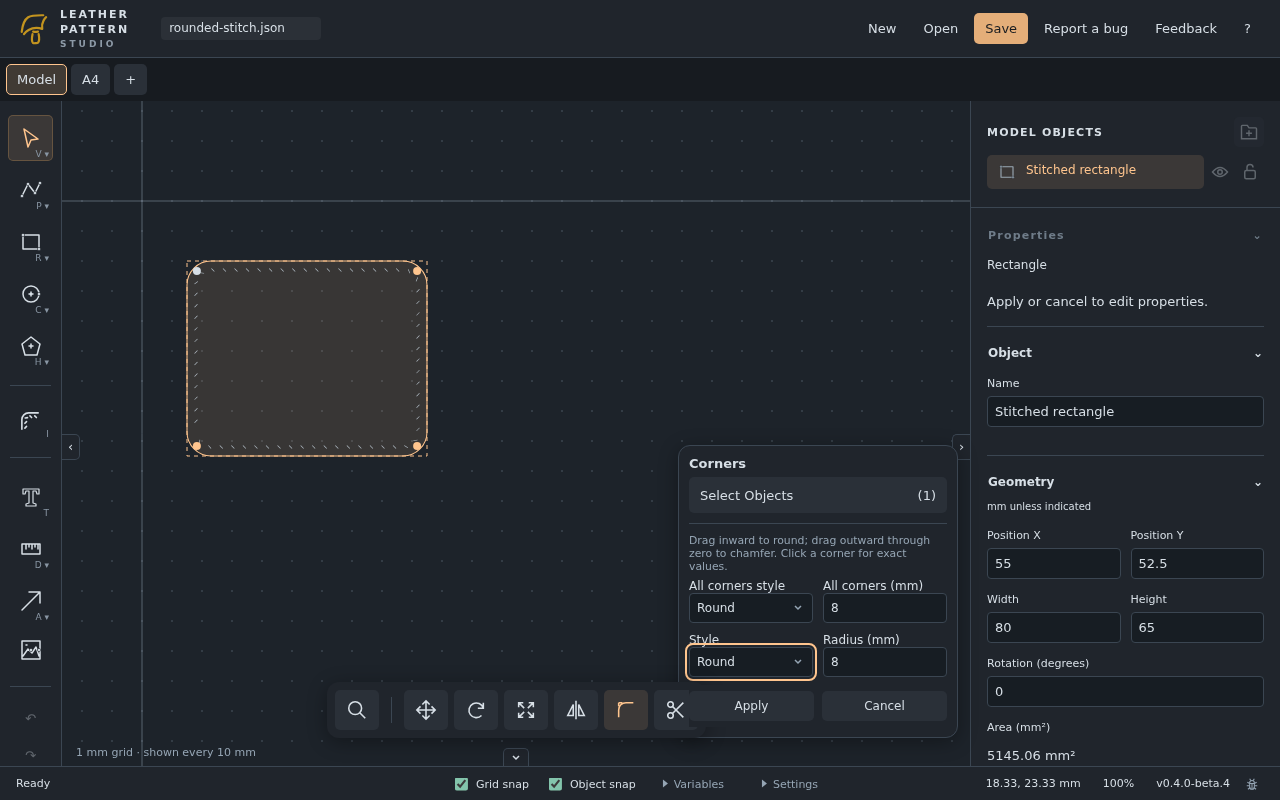 LEATHER
PATTERN
STUDIO
rounded-stitch.json
New
Open
Save
Report a bug
Feedback
?
Model
A4
+
V
P
R
C
H
I
T
D
A
MODEL OBJECTS
Stitched rectangle
Properties
Rectangle
Apply or cancel to edit properties.
Object
Name
Stitched rectangle
Geometry
mm unless indicated
Position X
Position Y
55
52.5
Width
Height
80
65
Rotation (degrees)
0
Area (mm²)
5145.06 mm²
Corners
Select Objects (1)
Drag inward to round; drag outward through
zero to chamfer. Click a corner for exact
values.
All corners style
All corners (mm)
Round
8
Style
Radius (mm)
Round
8
Apply
Cancel
1 mm grid · shown every 10 mm
Ready
Grid snap
Object snap
Variables
Settings
18.33, 23.33 mm
100%
v0.4.0-beta.4